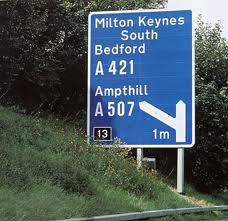 Milton Keynes
South
Bedford
A 421
Ampthill
A 507
13
1m